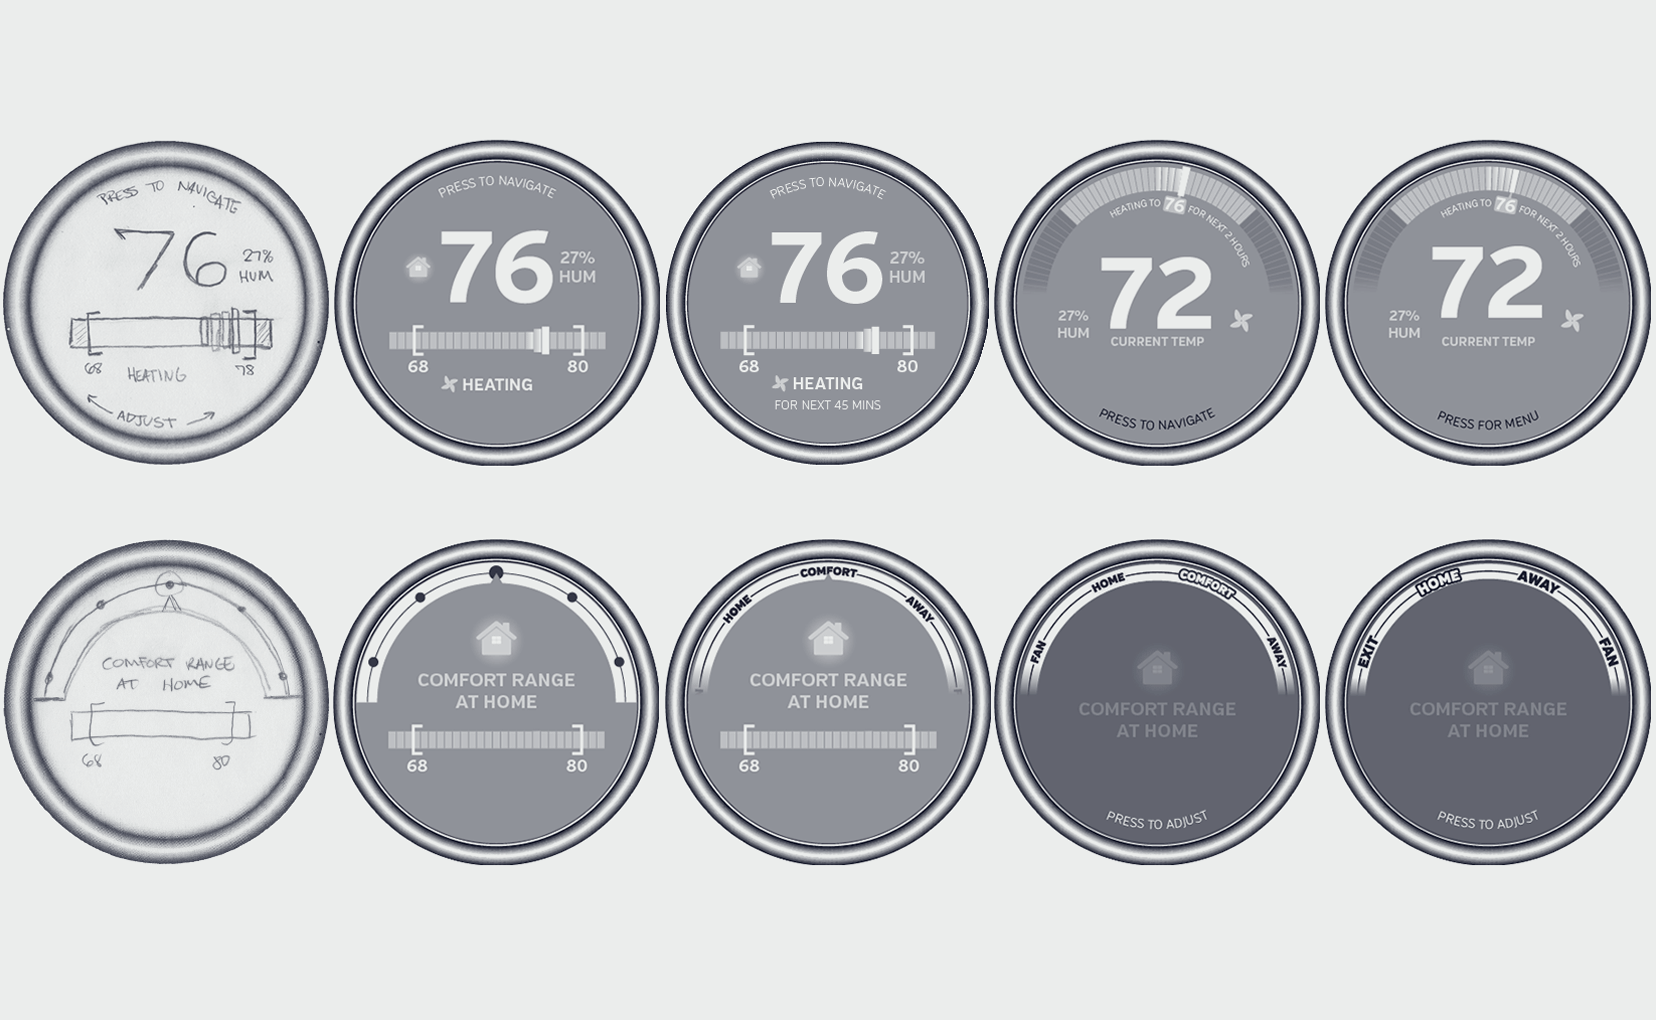 PRESS TO NAVIGATE
76
27%
HUM
68
78
HEATING
ADJUST
PRESS TO NAVIGATE
76
27%
HUM
68
80
HEATING
PRESS TO NAVIGATE
76
27%
HUM
68
80
HEATING
FOR NEXT 45 MINS
HEATING TO 76 FOR NEXT 2 HOURS
72
27%
HUM
CURRENT TEMP
PRESS TO NAVIGATE
HEATING TO 76 FOR NEXT 2 HOURS
72
27%
HUM
CURRENT TEMP
PRESS FOR MENU
COMFORT RANGE
AT HOME
68
80
COMFORT RANGE
AT HOME
68
80
HOME COMFORT AWAY
COMFORT RANGE
AT HOME
68
80
FAN HOME COMFORT AWAY
COMFORT RANGE
AT HOME
PRESS TO ADJUST
EXIT HOME AWAY FAN
COMFORT RANGE
AT HOME
PRESS TO ADJUST